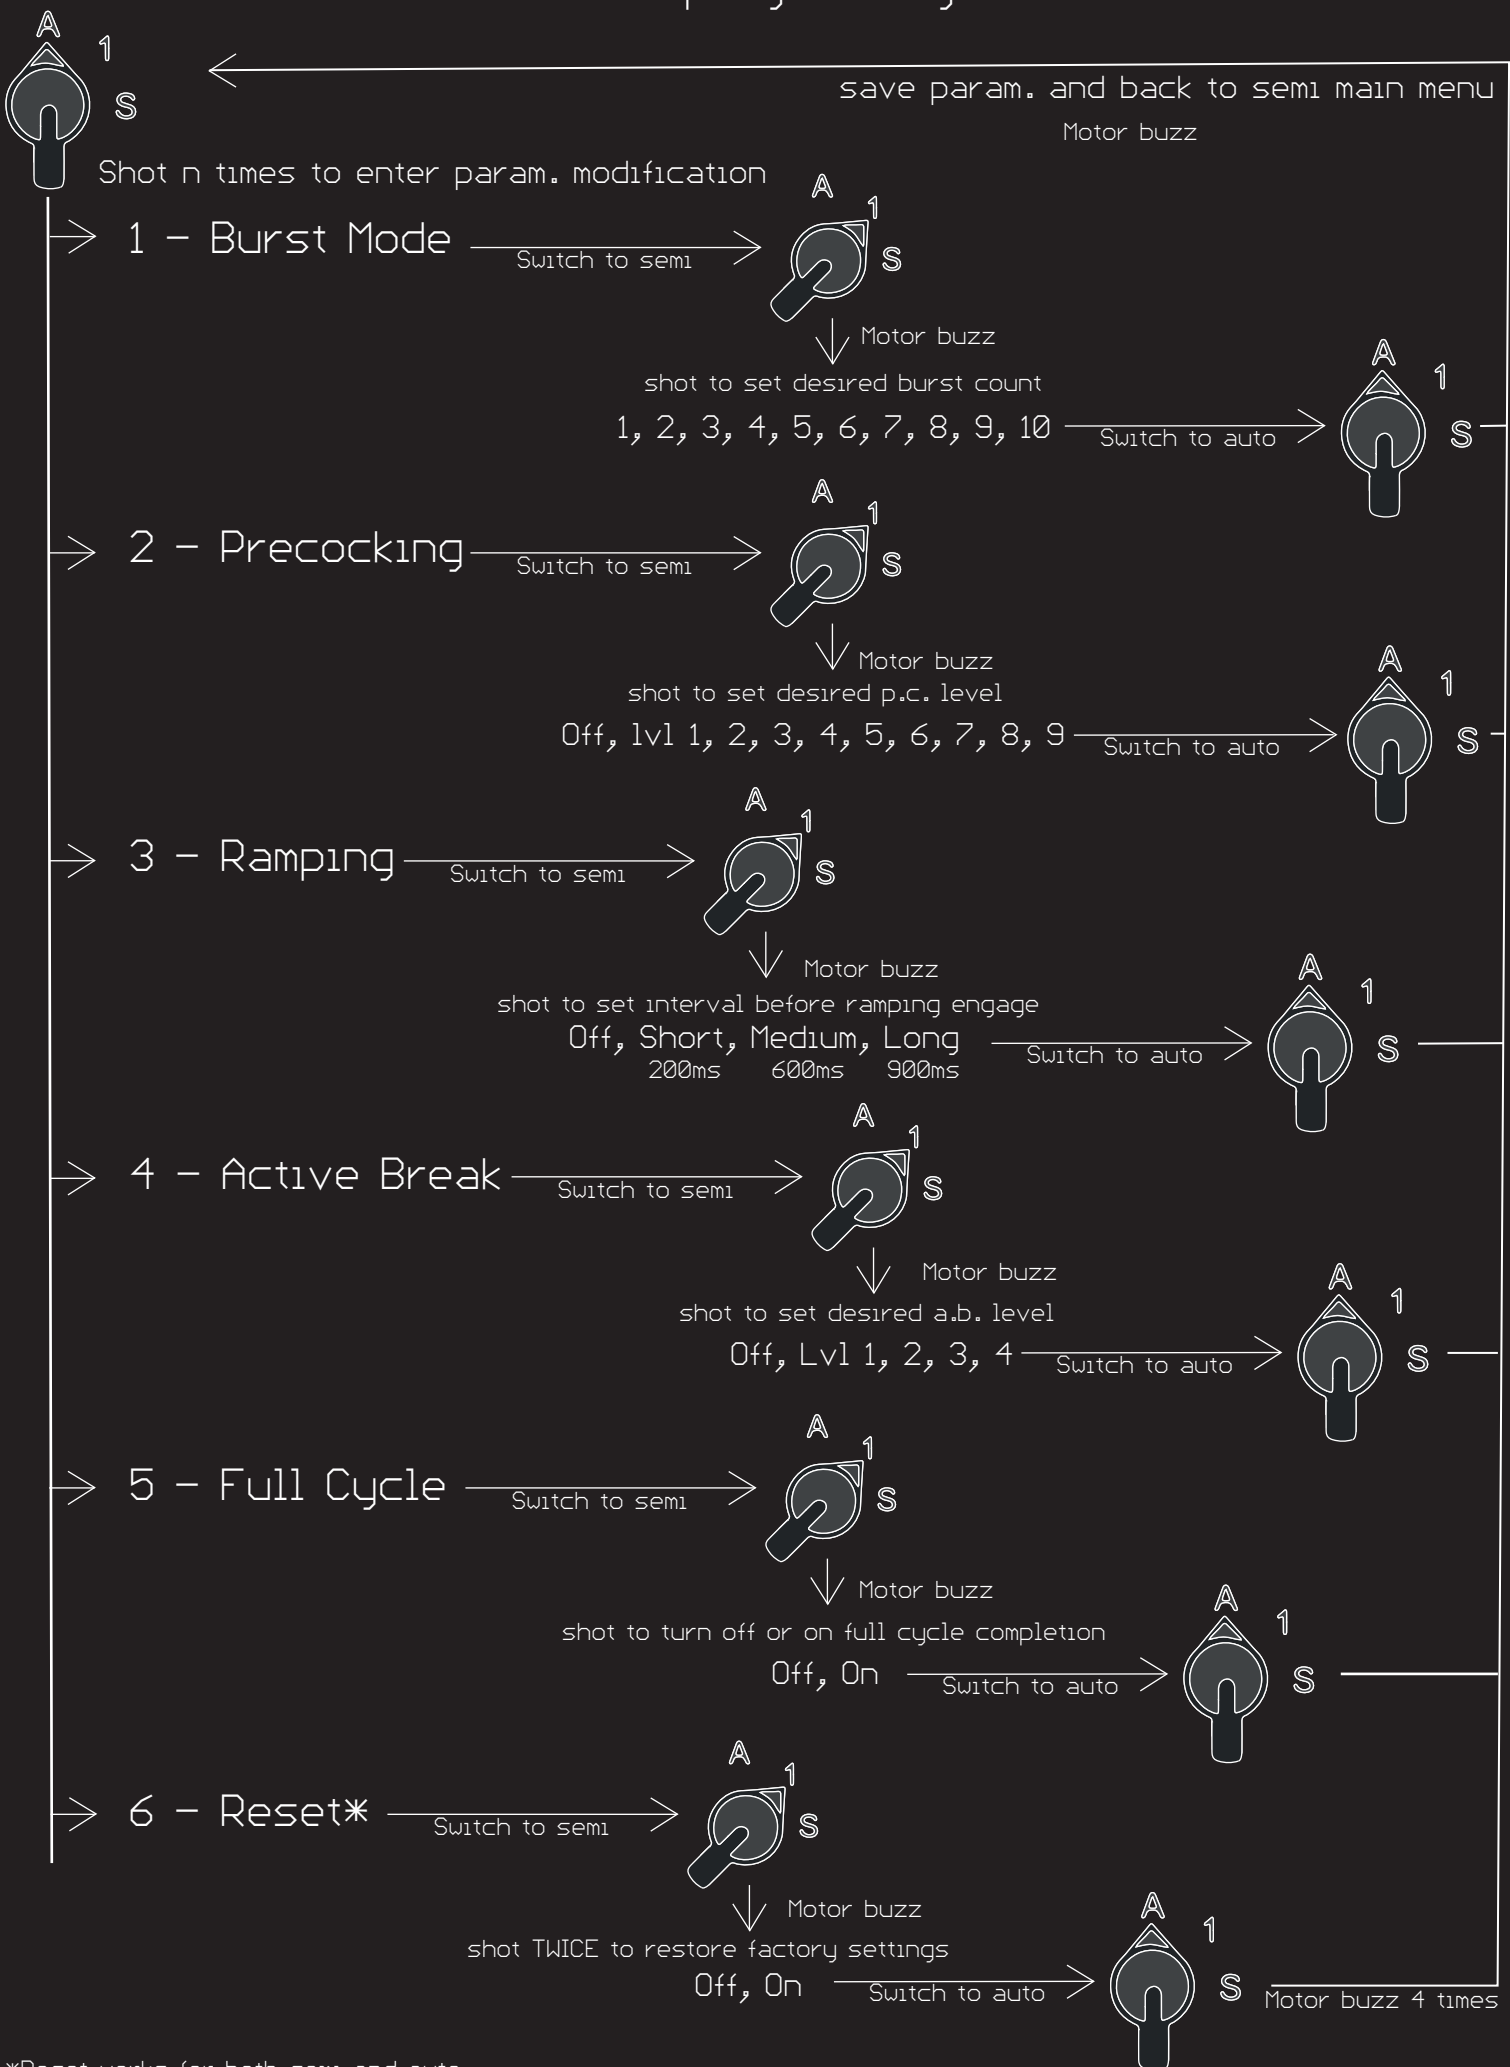 A
1
S
save param. and back to semi main menu
Motor buzz
Shot n times to enter param. modification
A
1
S
1 - Burst Mode
Switch to semi
Motor buzz
shot to set desired burst count
1, 2, 3, 4, 5, 6, 7, 8, 9, 10
Switch to auto
A
1
S
A
1
S
2 - Precocking
Switch to semi
Motor buzz
shot to set desired p.c. level
Off, lvl 1, 2, 3, 4, 5, 6, 7, 8, 9
Switch to auto
A
1
S
A
1
S
3 - Ramping
Switch to semi
Motor buzz
shot to set interval before ramping engage
Off, Short, Medium, Long
200ms 600ms 900ms
Switch to auto
A
1
S
A
1
S
4 - Active Break
Switch to semi
Motor buzz
shot to set desired a.b. level
Off, Lvl 1, 2, 3, 4
Switch to auto
A
1
S
A
1
S
5 - Full Cycle
Switch to semi
Motor buzz
shot to turn off or on full cycle completion
Off, On
Switch to auto
A
1
S
A
1
S
6 - Reset*
Switch to semi
Motor buzz
shot TWICE to restore factory settings
Off, On
Switch to auto
A
1
S
Motor buzz 4 times